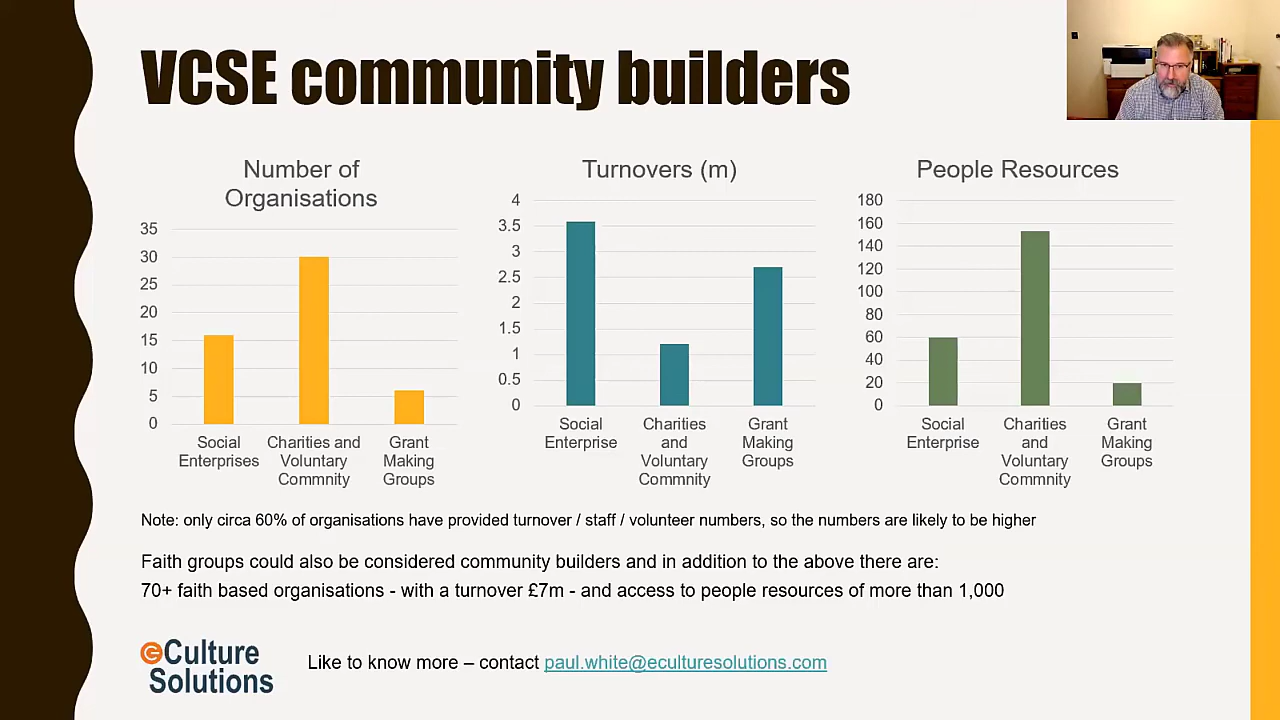 VCSE community builders
Number of
Organisations
35
30
25
20
15
10
5
0
Social
Enterprises
Charities and
Voluntary
Commnity
Grant
Making
Groups
Turnovers (m)
4
3.5
3
2.5
2
1.5
1
0.5
0
Social
Enterprise
Charities
and
Voluntary
Commnity
Grant
Making
Groups
People Resources
180
160
140
120
100
80
60
40
20
0
Social
Enterprise
Charities
and
Voluntary
Commnity
Grant
Making
Groups
Note: only circa 60% of organisations have provided turnover / staff / volunteer numbers, so the numbers are likely to be higher
Faith groups could also be considered community builders and in addition to the above there are:
70+ faith based organisations - with a turnover £7m - and access to people resources of more than 1,000
eCulture
Solutions
Like to know more – contact paul.white@eculturesolutions.com